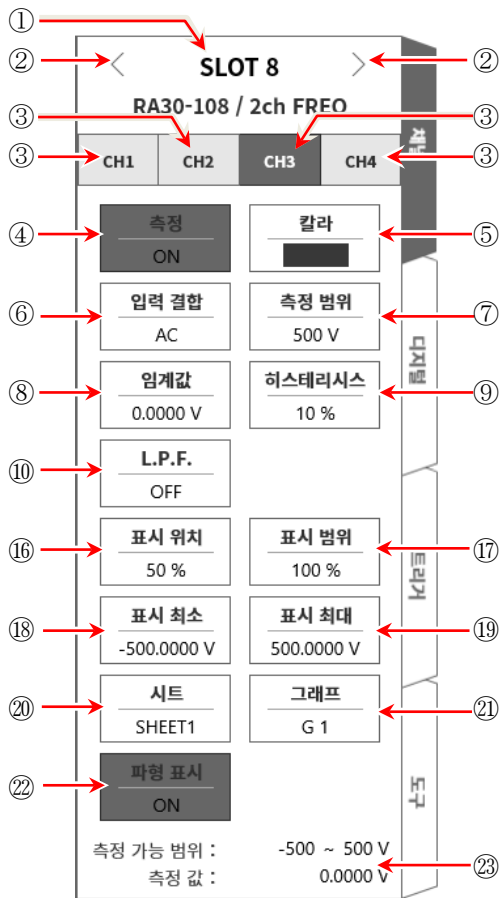 ①
② SLOT 8 ②
RA30-108 / 2ch FREQ
③ ③
③ CH1 CH2 CH3 CH4 ③
채널
④ 측정 칼라 ⑤
ON
⑥ 입력 결합 측정 범위 ⑦
AC 500 V
디지털
⑧ 임계값 히스테리시스 ⑨
0.0000 V 10 %
⑩ L.P.F.
OFF
⑯ 표시 위치 표시 범위 ⑰
50 % 100 %
트리거
⑱ 표시 최소 표시 최대 ⑲
-500.0000 V 500.0000 V
⑳ 시트 그래프 ㉑
SHEET1 G 1
㉒ 파형 표시
ON
도구
측정 가능 범위 : -500 ~ 500 V
측정 값 : 0.0000 V ㉓